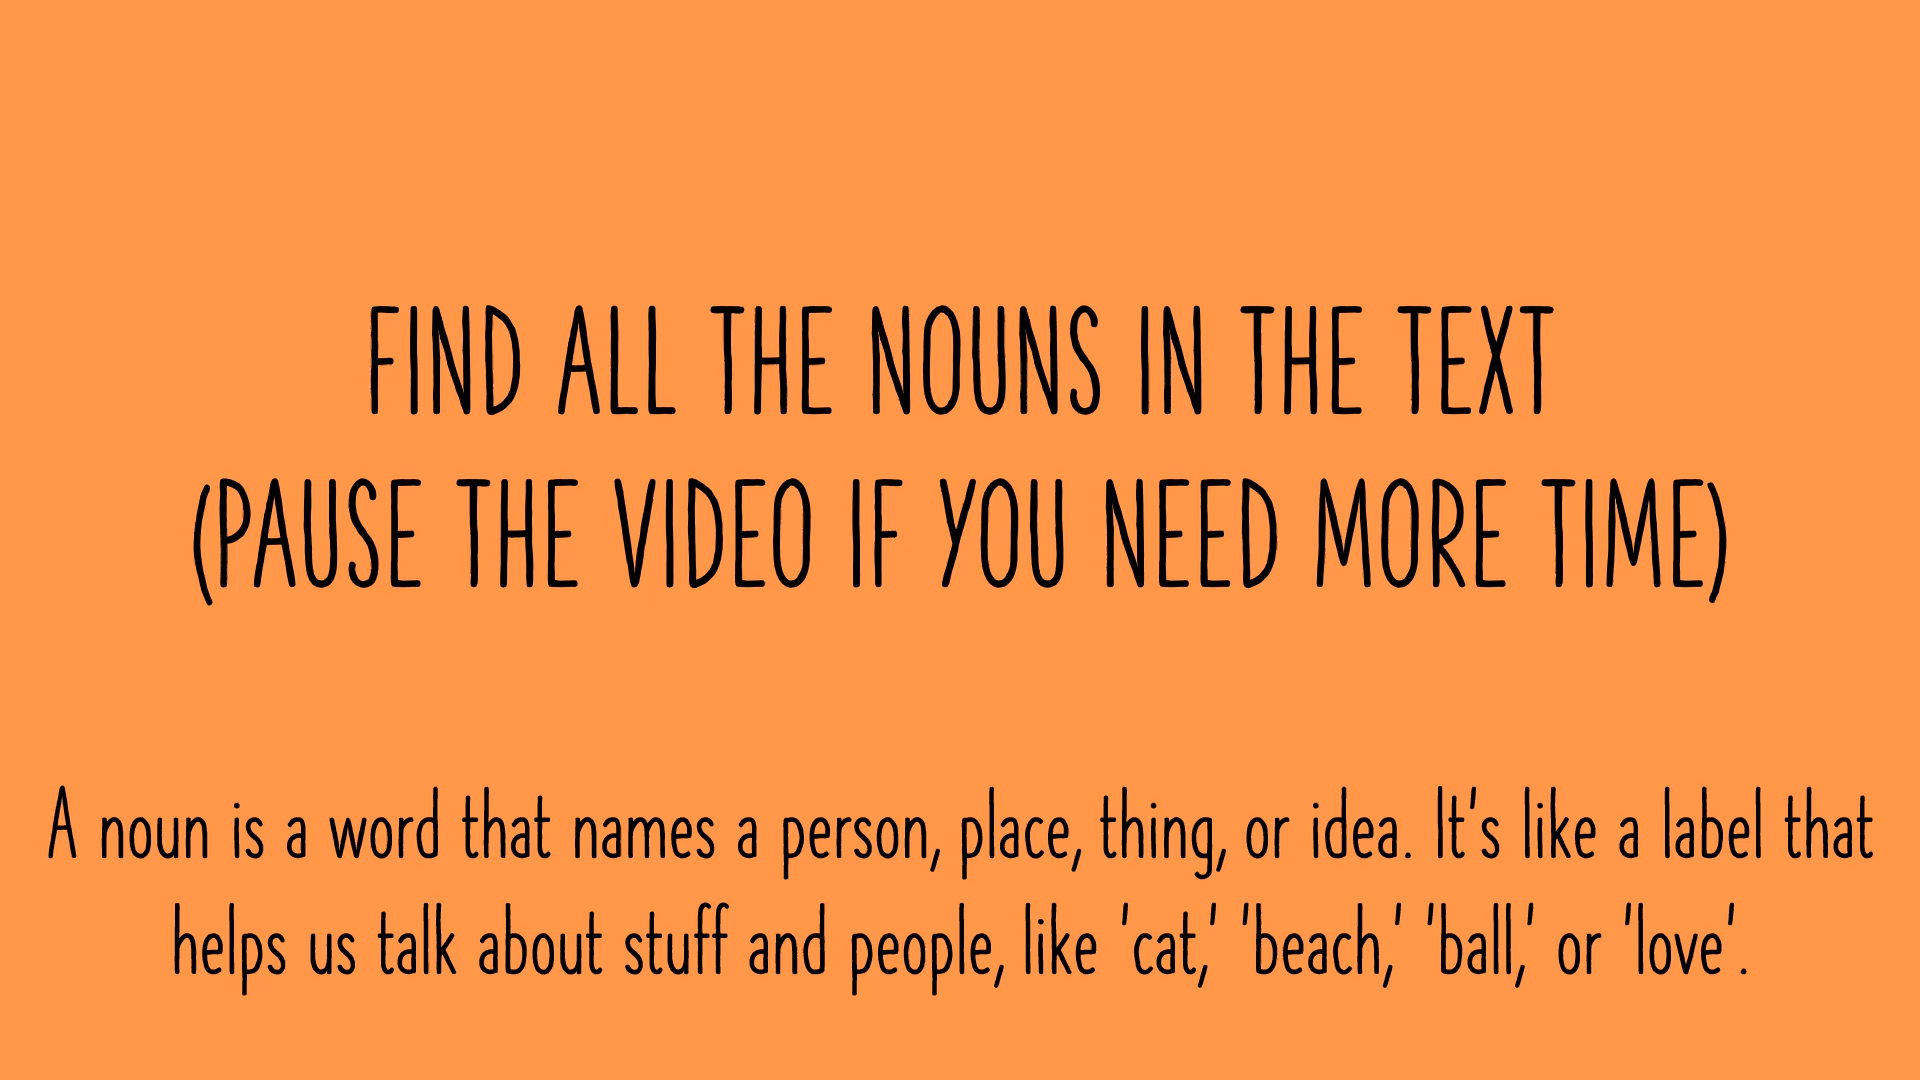 FIND ALL THE NOUNS IN THE TEXT
(PAUSE THE VIDEO IF YOU NEED MORE TIME)
A noun is a word that names a person, place, thing, or idea. It's like a label that
helps us talk about stuff and people, like 'cat,' 'beach,' 'ball,' or 'love'.